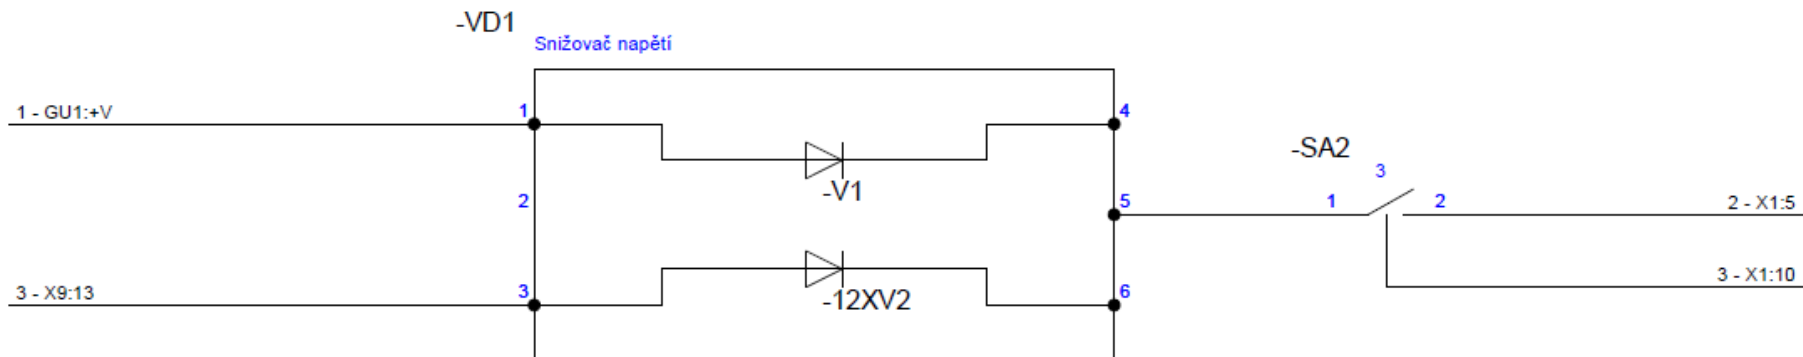 -VD1
Snižovač napětí
1 - GU1:+V
1
4
-V1
-SA2
3
2
5
1
2
2 - X1:5
3 - X9:13
3
-12XV2
6
3 - X1:10